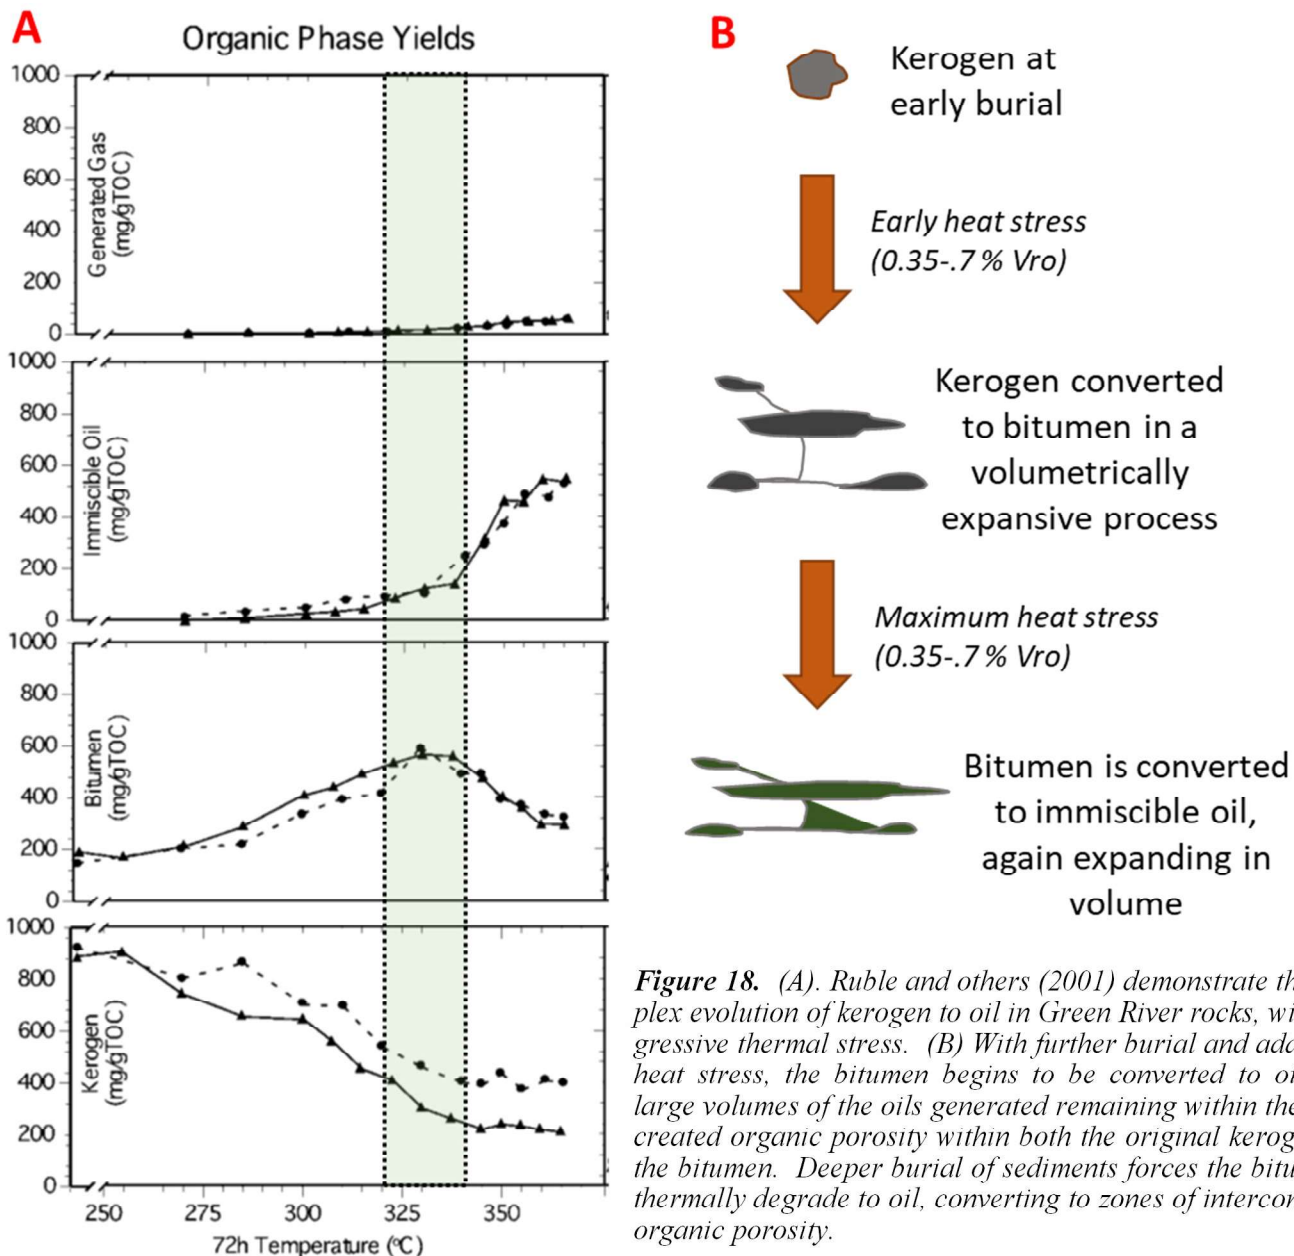 A
Organic Phase Yields
1000
800
600
400
200
0
Generated Gas
(mg/gTOC)
1000
800
600
400
200
0
Immiscible Oil
(mg/gTOC)
1000
800
600
400
200
0
Bitumen
(mg/gTOC)
1000
800
600
400
200
0
Kerogen
(mg/gTOC)
250 275 300 325 350
72h Temperature (°C)
B
Kerogen at
early burial
Early heat stress
(0.35-.7 % Vro)
Kerogen converted
to bitumen in a
volumetrically
expansive process
Maximum heat stress
(0.35-.7 % Vro)
Bitumen is converted
to immiscible oil,
again expanding in
volume
Figure 18. (A). Ruble and others (2001) demonstrate th
plex evolution of kerogen to oil in Green River rocks, wi
gressive thermal stress. (B) With further burial and add
heat stress, the bitumen begins to be converted to o
large volumes of the oils generated remaining within the
created organic porosity within both the original kerog
the bitumen. Deeper burial of sediments forces the bitu
thermally degrade to oil, converting to zones of intercon
organic porosity.